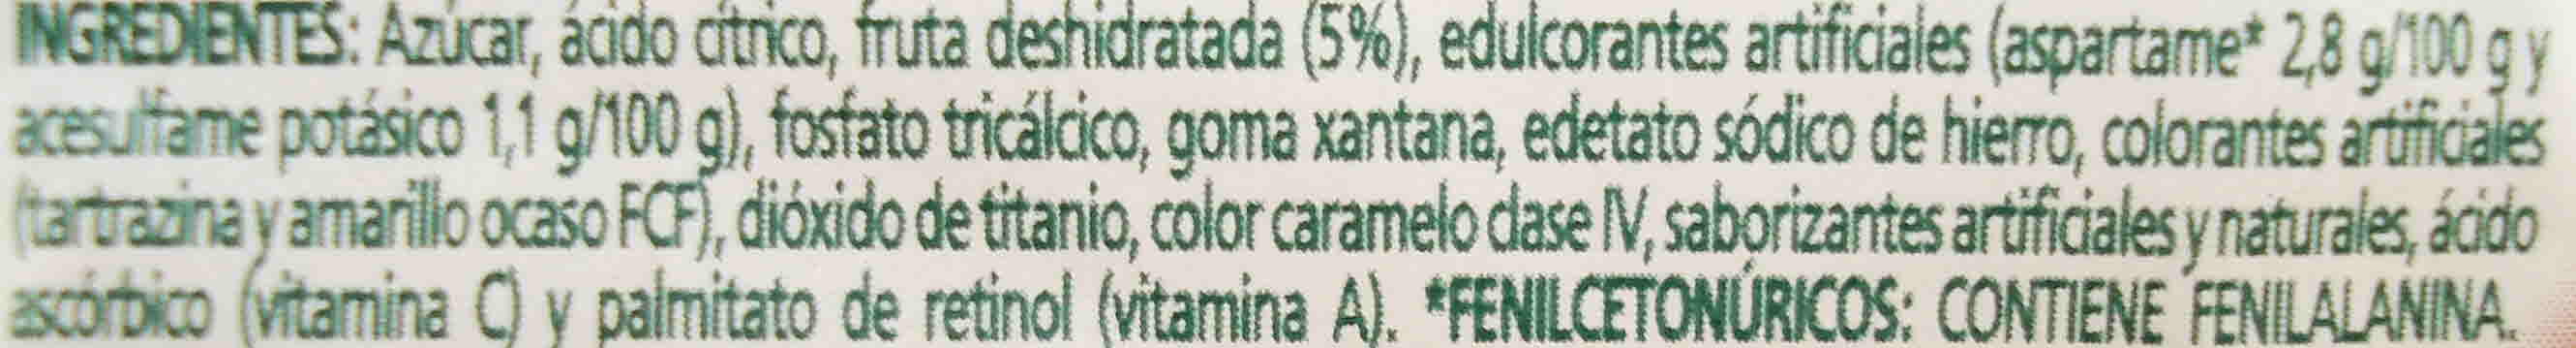 INGREDIENTES: Azúcar, ácido cítrico, fruta deshidratada (5%), edulcorantes artificiales (aspartame* 2,8 g/100 g y
acesulfame potásico 1,1 g/100 g), fosfato tricálcico, goma xantana, edetato sódico de hierro, colorantes artificiales
(tartrazina y amarillo ocaso FCF), dióxido de titanio, color caramelo clase IV, saborizantes artificiales y naturales, ácido
ascórbico (vitamina C) y palmitato de retinol (vitamina A). *FENILCETONÚRICOS: CONTIENE FENILALANINA.